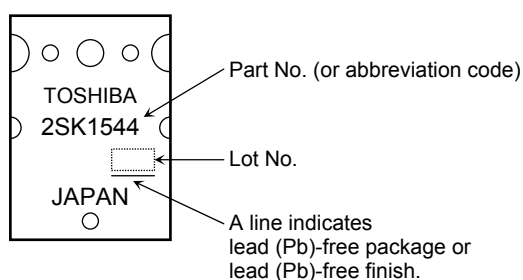 TOSHIBA
2SK1544
JAPAN
Part No. (or abbreviation code)
Lot No.
A line indicates
lead (Pb)-free package or
lead (Pb)-free finish.